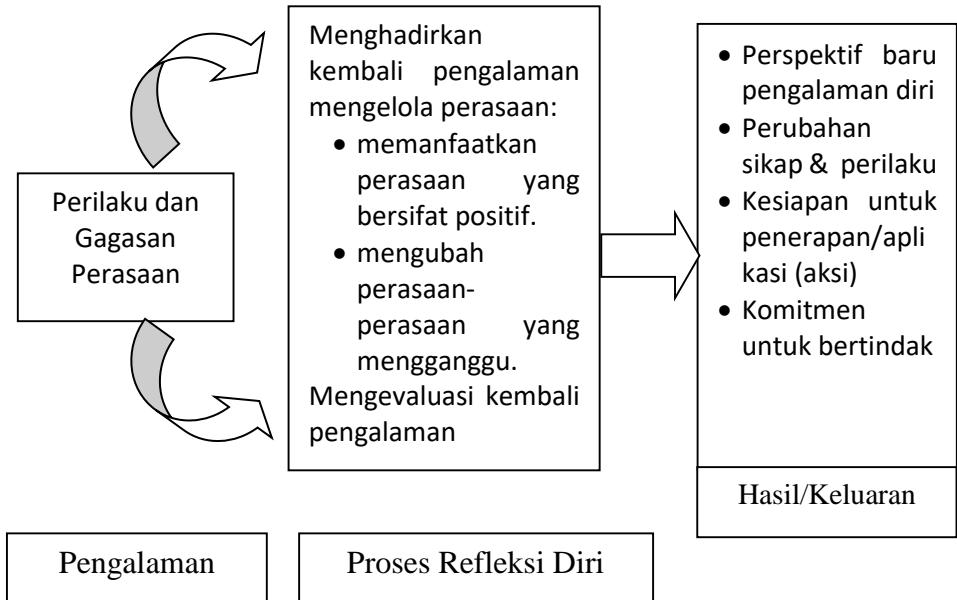 Perilaku dan
Gagasan
Perasaan
Menghadirkan
kembali pengalaman
mengelola perasaan:
• memanfaatkan
perasaan yang
bersifat positif.
• mengubah
perasaan-
perasaan yang
mengganggu.
Mengevaluasi kembali
pengalaman
• Perspektif baru
pengalaman diri
• Perubahan
sikap & perilaku
• Kesiapan untuk
penerapan/apli
kasi (aksi)
• Komitmen
untuk bertindak
Hasil/Keluaran
Pengalaman
Proses Refleksi Diri